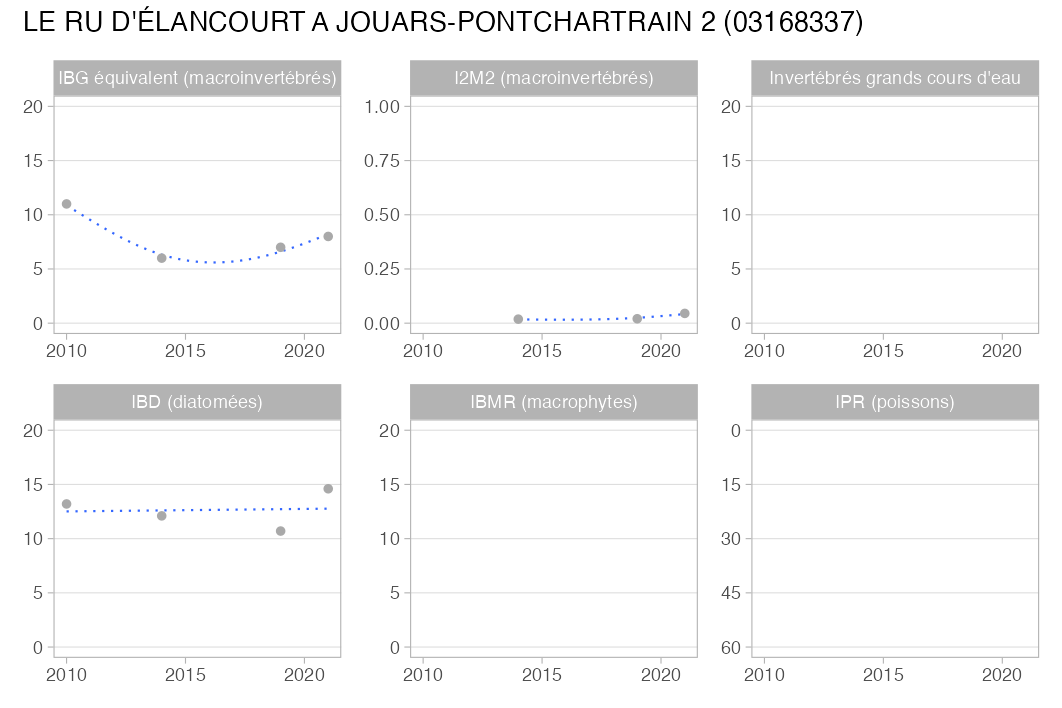 LE RU D'ÉLANCOURT A JOUARS-PONTCHARTRAIN 2 (03168337)
IBG équivalent (macroinvertébrés)
20
15
10
5
0
2010 2015 2020
I2M2 (macroinvertébrés)
1.00
0.75
0.50
0.25
0.00
2010 2015 2020
Invertébrés grands cours d'eau
20
15
10
5
0
2010 2015 2020
IBD (diatomées)
20
15
10
5
0
2010 2015 2020
IBMR (macrophytes)
20
15
10
5
0
2010 2015 2020
IPR (poissons)
0
15
30
45
60
2010 2015 2020